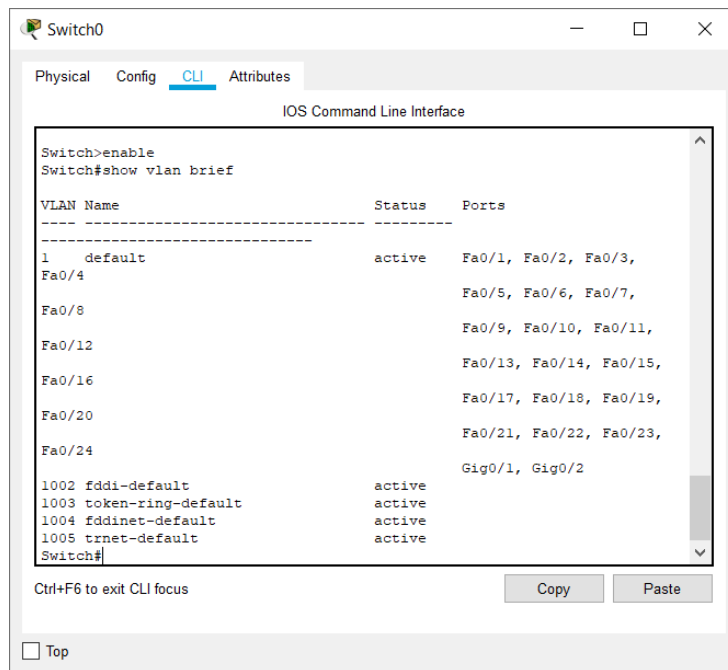 Switch0
Physical Config CLI Attributes
IOS Command Line Interface
Switch>enable
Switch#show vlan brief
VLAN Name                             Status    Ports
---- -------------------------------- ---------
-------------------------------
1    default                          active    Fa0/1, Fa0/2, Fa0/3,
Fa0/4
                                                Fa0/5, Fa0/6, Fa0/7,
Fa0/8
                                                Fa0/9, Fa0/10, Fa0/11,
Fa0/12
                                                Fa0/13, Fa0/14, Fa0/15,
Fa0/16
                                                Fa0/17, Fa0/18, Fa0/19,
Fa0/20
                                                Fa0/21, Fa0/22, Fa0/23,
Fa0/24
                                                Gig0/1, Gig0/2
1002 fddi-default                     active
1003 token-ring-default               active
1004 fddinet-default                  active
1005 trnet-default                    active
Switch#
Ctrl+F6 to exit CLI focus
Copy
Paste
Top